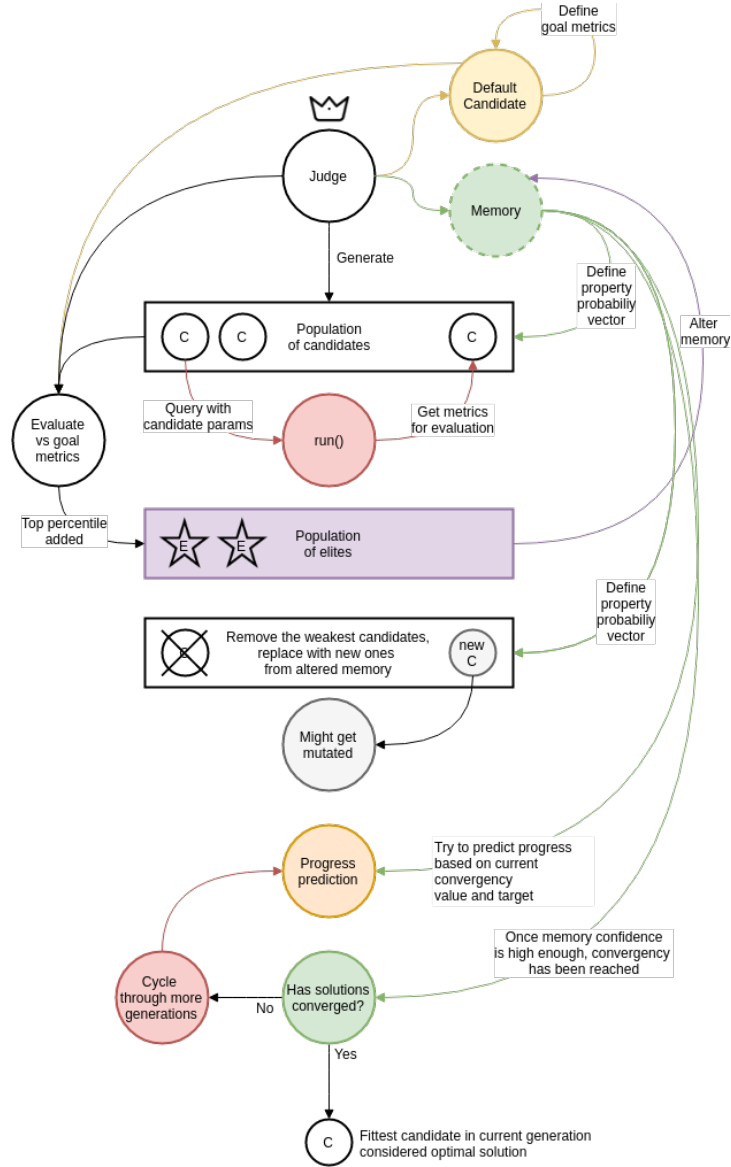 Define
goal metrics
Default
Candidate
Judge
Memory
Generate
Define
property
probabiliy
vector
Alter
memory
C
C
Population
of candidates
C
Query with
candidate params
run()
Get metrics
for evaluation
Evaluate
vs goal
metrics
Top percentile
added
E
E
Population
of elites
Define
property
probabiliy
vector
C
Remove the weakest candidates,
replace with new ones
from altered memory
new
C
Might get
mutated
Progress
prediction
Try to predict progress
based on current
convergency
value and target
Once memory confidence
is high enough, convergency
has been reached
Cycle
through more
generations
No
Has solutions
converged?
Yes
C
Fittest candidate in current generation
considered optimal solution